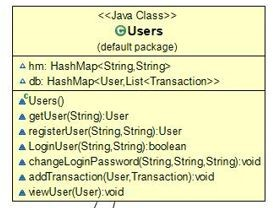 <<Java Class>>
Users
(default package)
hm: HashMap<String,String>
db: HashMap<User,List<Transaction>>
Users()
getUser(String):User
registerUser(String,String):User
LoginUser(String,String):boolean
changeLoginPassword(String,String,String):void
addTransaction(User,Transaction):void
viewUser(User):void